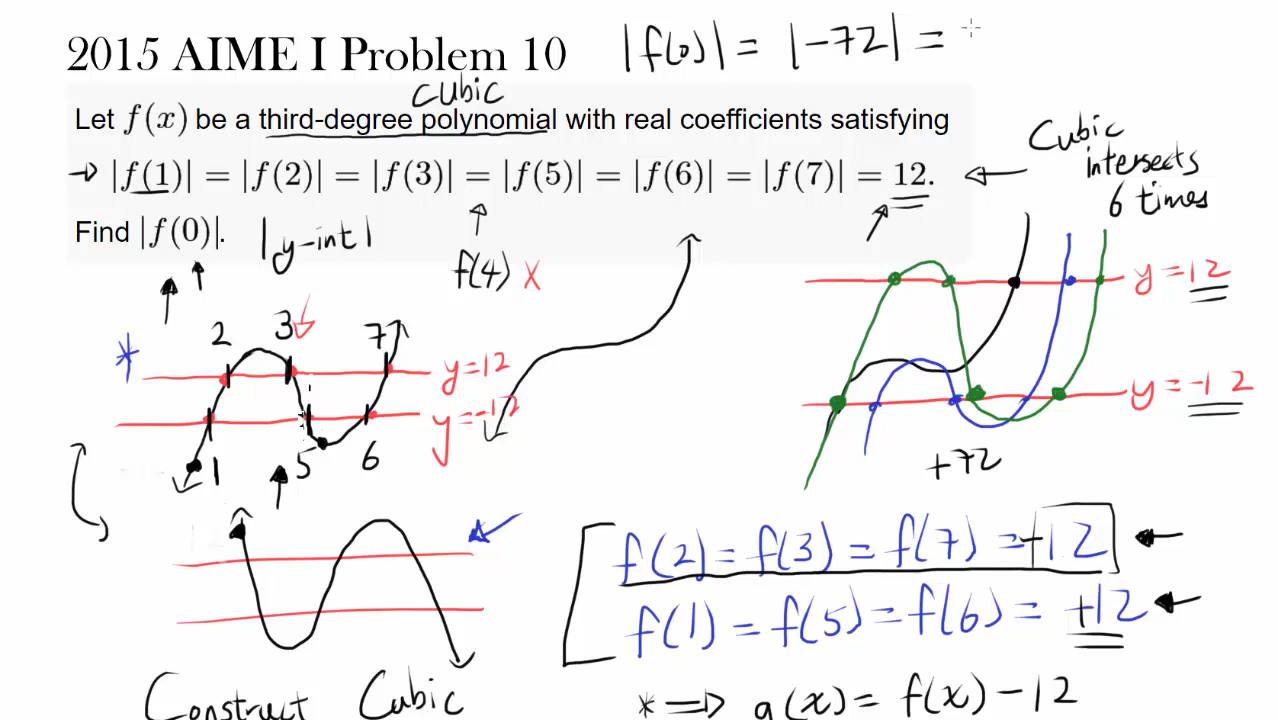 2015 AIME I Problem 10
|f(0)| = |-72| =
cubic
Let f(x) be a third-degree polynomial with real coefficients satisfying
→ |f(1)| = |f(2)| = |f(3)| = |f(5)| = |f(6)| = |f(7)| = 12.
Find |f(0)|.
|y-int|
f(4) X
Cubic
intersects
6 times
y = 12
y = -12
+72
*
2 3 7
y = 12
y = -12
1 5 6
f(2) = f(3) = f(7) = +12
f(1) = f(5) = f(6) = +12
Construct Cubic
* ⇒ g(x) = f(x) - 12